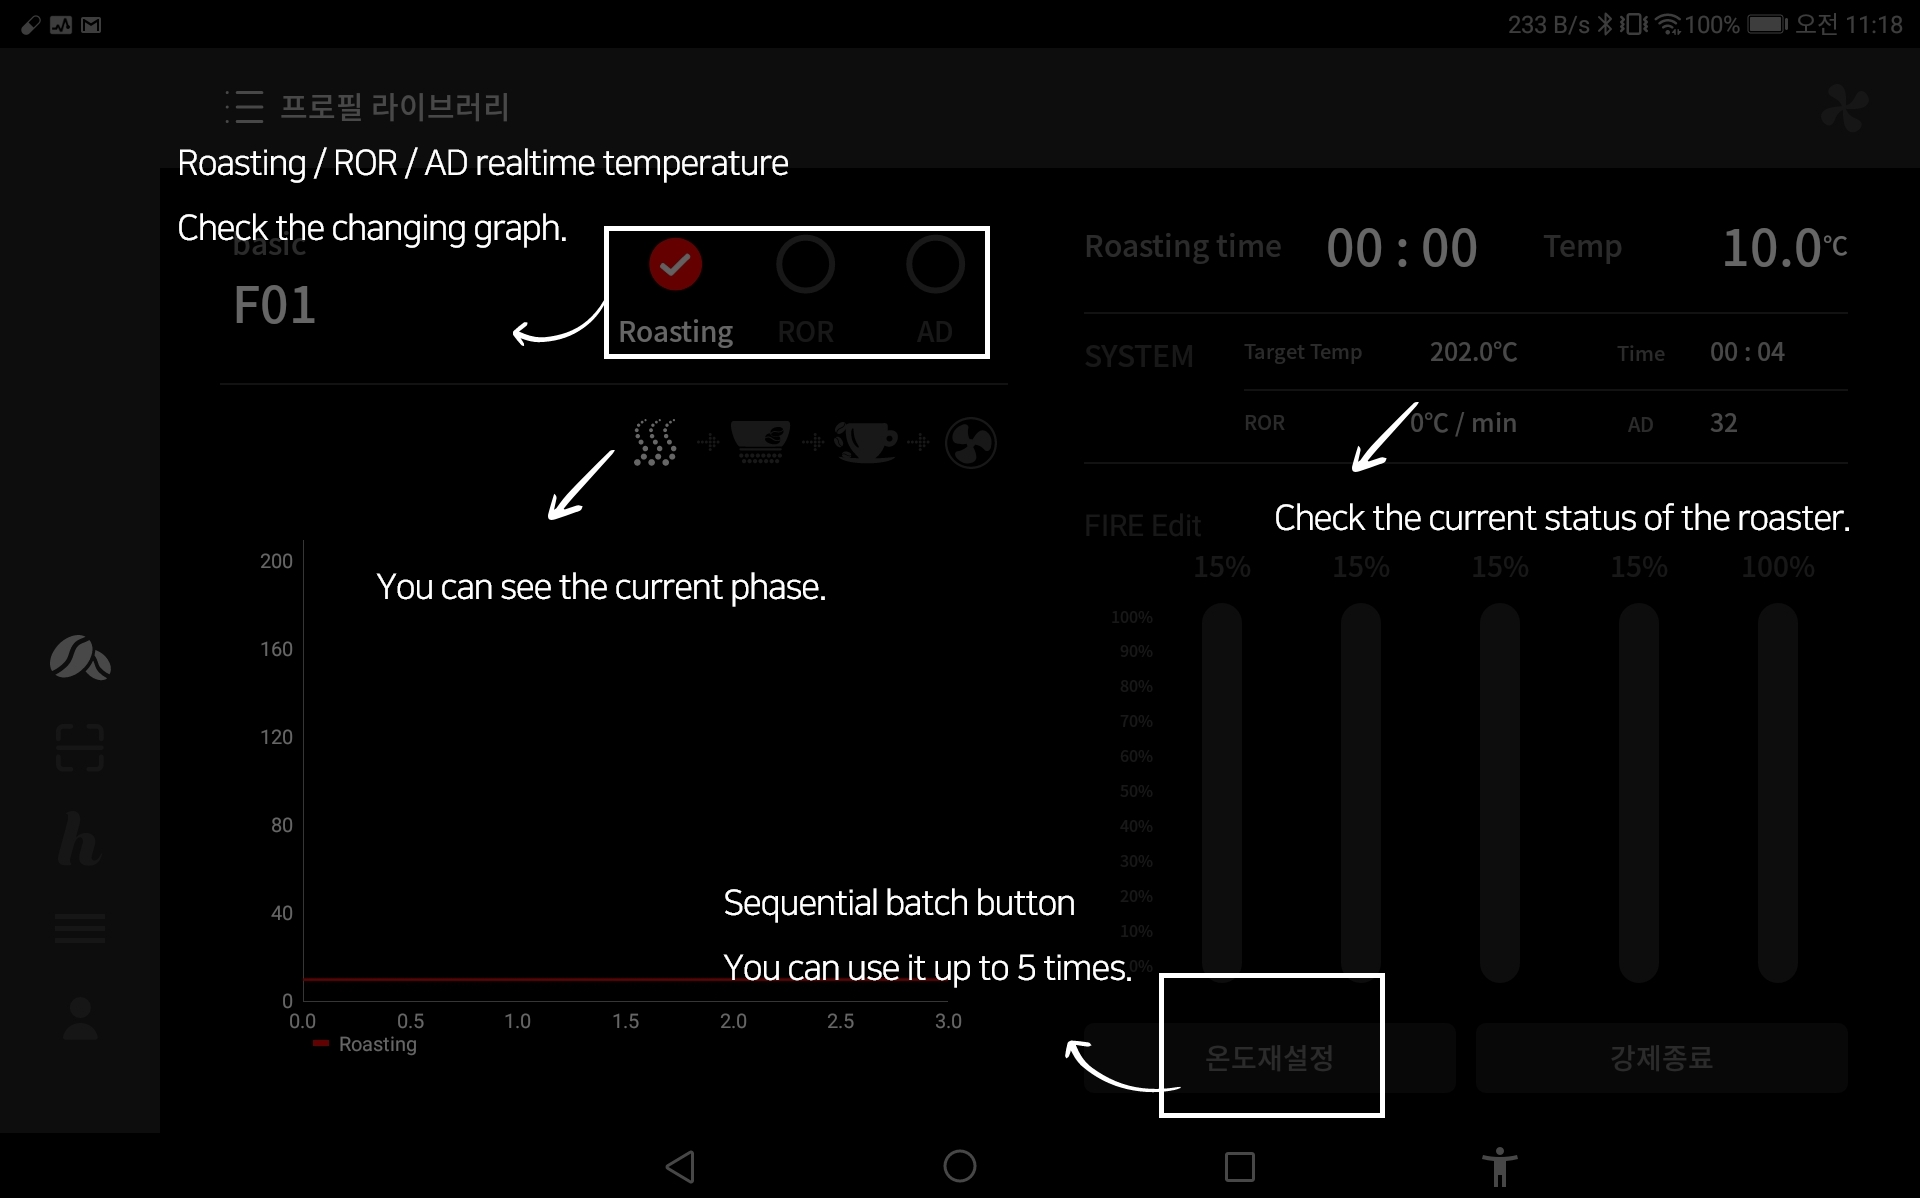 233 B/s 100% 오전 11:18
프로필 라이브러리
Roasting / ROR / AD realtime temperature
Check the changing graph.
basic
F01
Roasting
ROR
AD
Roasting time 00 : 00 Temp 10.0℃
SYSTEM
Target Temp 202.0℃ Time 00 : 04
ROR 0℃ / min AD 32
Check the current status of the roaster.
FIRE Edit
15% 15% 15% 15% 100%
100%
90%
80%
70%
60%
50%
40%
30%
20%
10%
0%
You can see the current phase.
200
160
120
80
40
0
0.0 0.5 1.0 1.5 2.0 2.5 3.0
Roasting
Sequential batch button
You can use it up to 5 times.
온도재설정
강제종료
h